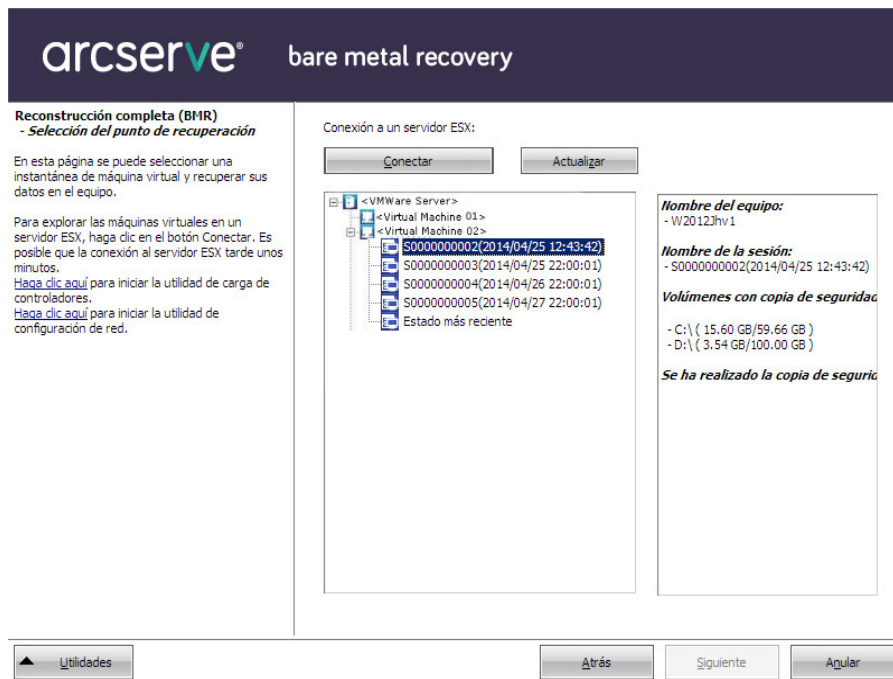 arcserve® bare metal recovery
Reconstrucción completa (BMR)
- Selección del punto de recuperación
En esta página se puede seleccionar una
instantánea de máquina virtual y recuperar sus
datos en el equipo.
Para explorar las máquinas virtuales en un
servidor ESX, haga clic en el botón Conectar. Es
posible que la conexión al servidor ESX tarde unos
minutos.
Haga clic aquí para iniciar la utilidad de carga de
controladores.
Haga clic aquí para iniciar la utilidad de
configuración de red.
Conexión a un servidor ESX:
Conectar
Actualizar
<VMWare Server>
<Virtual Machine 01>
<Virtual Machine 02>
S0000000002(2014/04/25 12:43:42)
S0000000003(2014/04/25 22:00:01)
S0000000004(2014/04/26 22:00:01)
S0000000005(2014/04/27 22:00:01)
Estado más reciente
Nombre del equipo:
- W2012Jhv1
Nombre de la sesión:
- S0000000002(2014/04/25 12:43:42)
Volúmenes con copia de seguridad
- C:\ ( 15.60 GB/59.66 GB )
- D:\ ( 3.54 GB/100.00 GB )
Se ha realizado la copia de segurid
Utilidades
Atrás
Siguiente
Anular